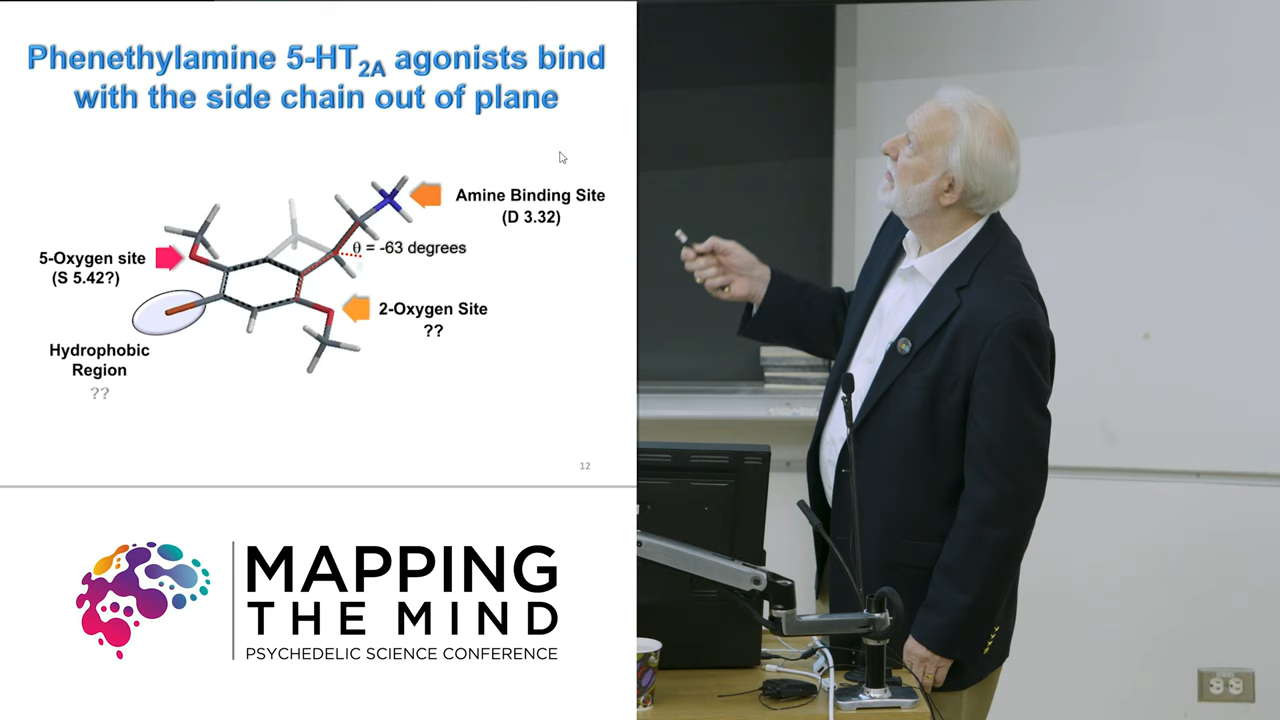 Phenethylamine 5-HT2A agonists bind
with the side chain out of plane
Amine Binding Site
(D 3.32)
θ = -63 degrees
5-Oxygen site
(S 5.42?)
2-Oxygen Site
??
Hydrophobic
Region
??
12
MAPPING
THE MIND
PSYCHEDELIC SCIENCE CONFERENCE